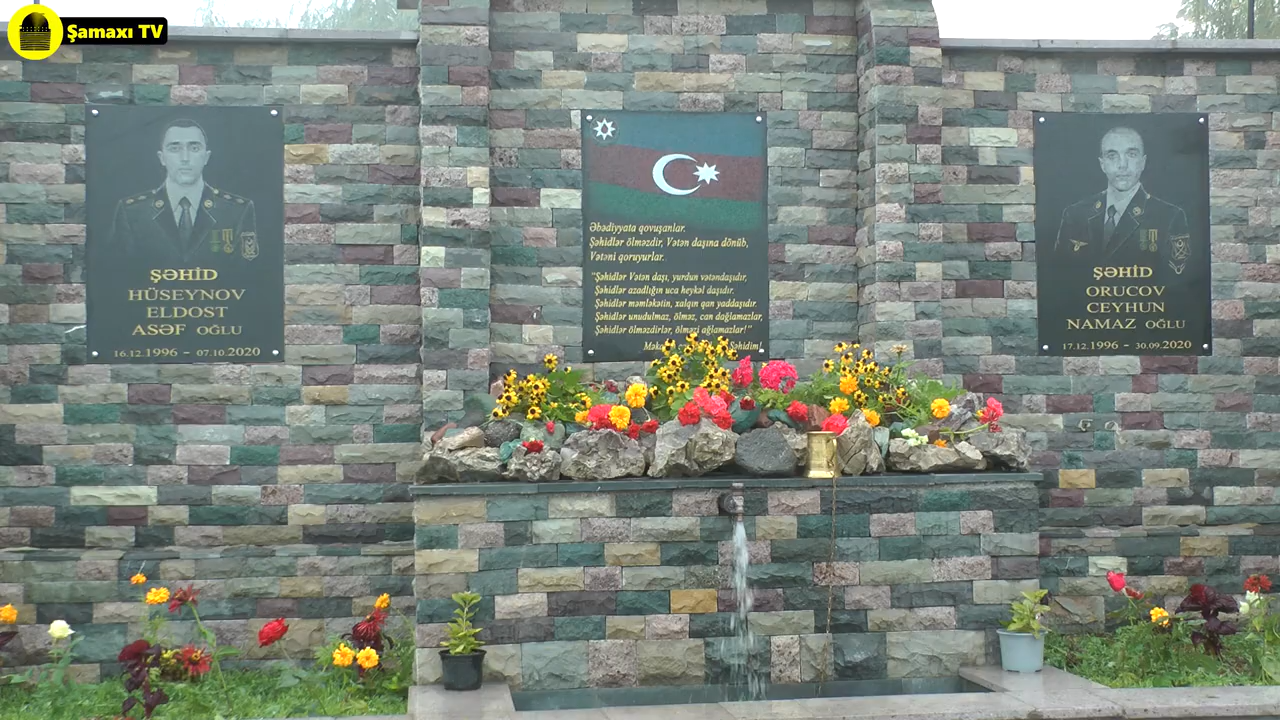 Şamaxı TV
ŞƏHİD
HÜSEYNOV
ELDOST
ASƏF OĞLU
16.12.1996 - 07.10.2020
Əbədiyyata qovuşanlar.
Şəhidlər ölməzdir, Vətən daşına dönüb,
Vətəni qoruyurlar.
"Şəhidlər Vətən daşı, yurdun vətəndaşıdır,
Şəhidlər azadlığın uca heykəl daşıdır.
Şəhidlər məmləkətin, xalqın qan yaddaşıdır.
Şəhidlər unudulmaz, ölməz, can dağlamazlar,
Şəhidlər ölməzdirlər, ölməzi ağlamazlar!"
Şəhidim!
ŞƏHİD
ORUCOV
CEYHUN
NAMAZ OĞLU
17.12.1996 - 30.09.2020